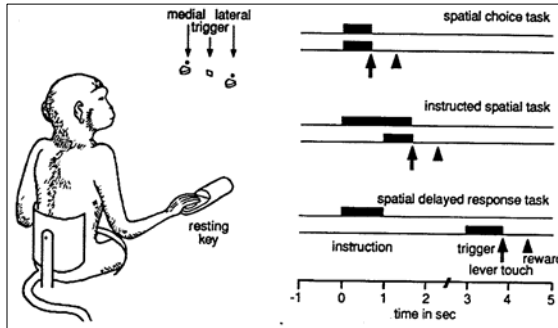 medial lateral
trigger
resting
key
spatial choice task
instructed spatial task
spatial delayed response task
instruction
trigger
reward
lever touch
-1 0 1 2 3 4 5
time in sec